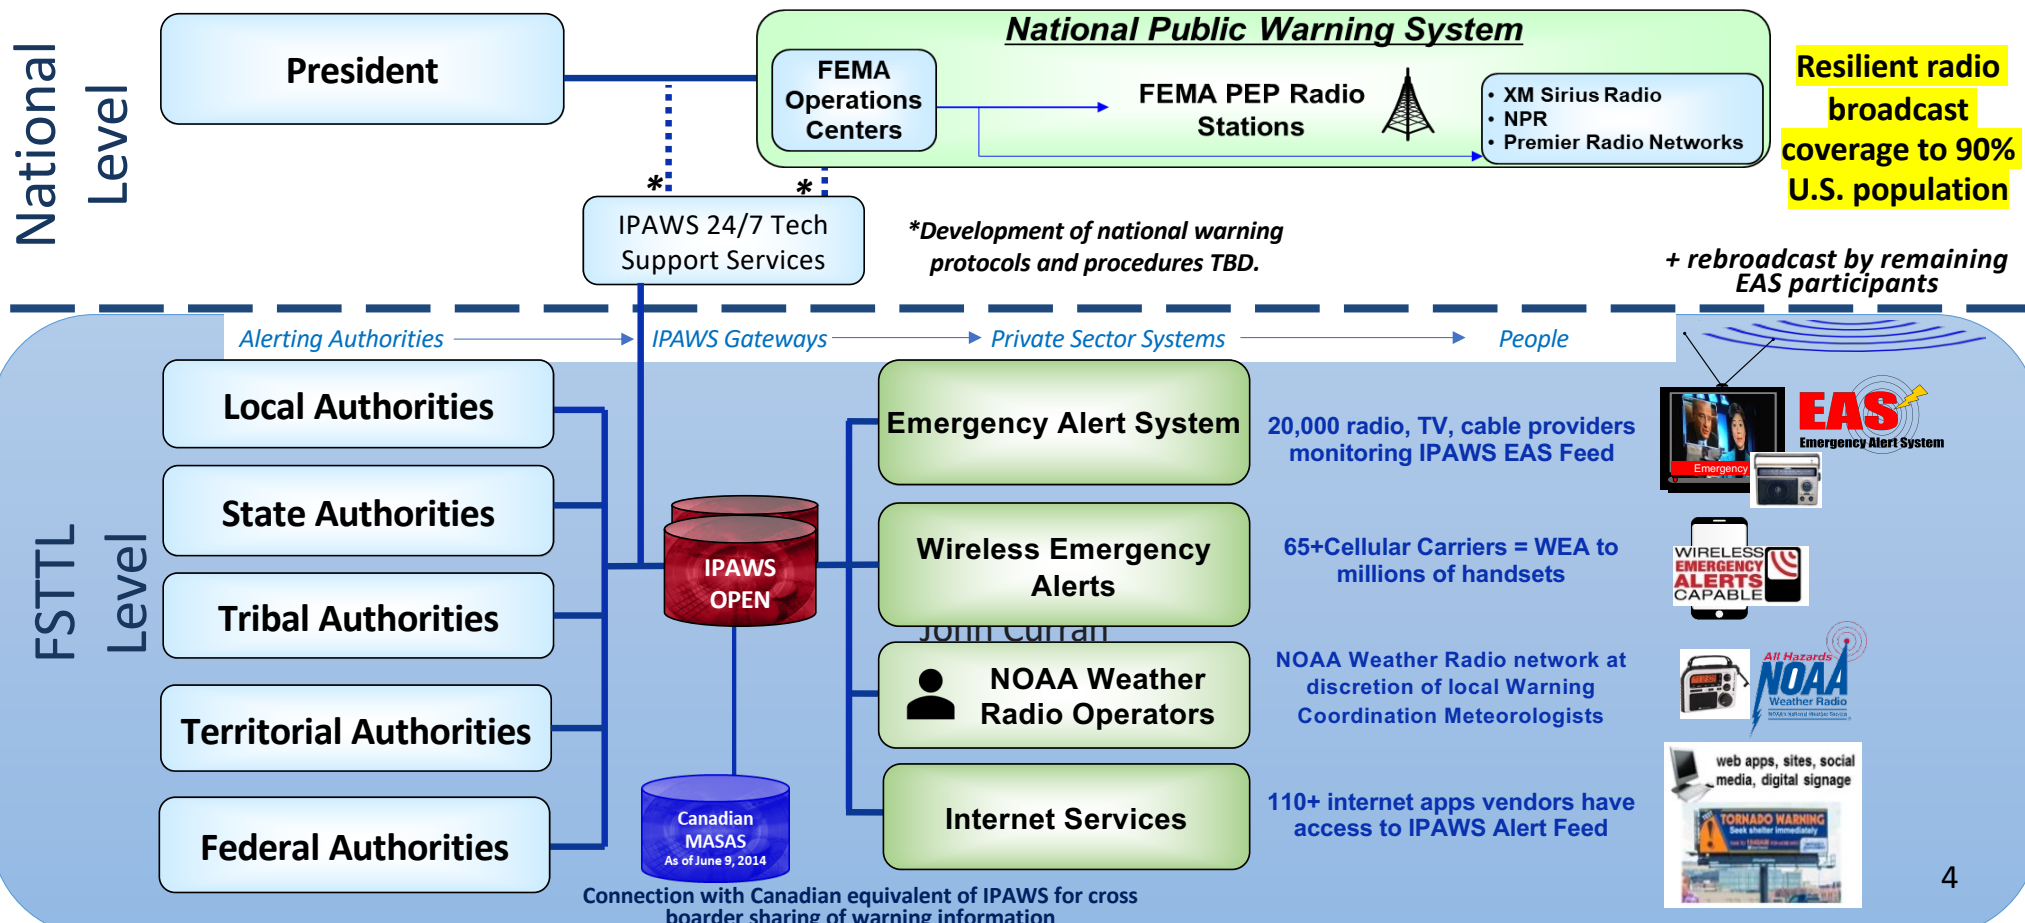 National
Level
President
National Public Warning System
FEMA
Operations
Centers
FEMA PEP Radio
Stations
• XM Sirius Radio
• NPR
• Premier Radio Networks
Resilient radio
broadcast
coverage to 90%
U.S. population
* *
IPAWS 24/7 Tech
Support Services
*Development of national warning
protocols and procedures TBD.
+ rebroadcast by remaining
EAS participants
FSTTL
Level
Alerting Authorities
IPAWS Gateways
Private Sector Systems
People
Local Authorities
State Authorities
Tribal Authorities
Territorial Authorities
Federal Authorities
IPAWS
OPEN
Canadian
MASAS
As of June 9, 2014
Connection with Canadian equivalent of IPAWS for cross
boarder sharing of warning information
Emergency Alert System
Wireless Emergency
Alerts
John Curran
NOAA Weather
Radio Operators
Internet Services
20,000 radio, TV, cable providers
monitoring IPAWS EAS Feed
65+Cellular Carriers = WEA to
millions of handsets
NOAA Weather Radio network at
discretion of local Warning
Coordination Meteorologists
110+ internet apps vendors have
access to IPAWS Alert Feed
Emergency
EAS
Emergency Alert System
WIRELESS
EMERGENCY
ALERTS
CAPABLE
All Hazards
NOAA
Weather Radio
web apps, sites, social
media, digital signage
TORNADO WARNING
Seek shelter immediately
4